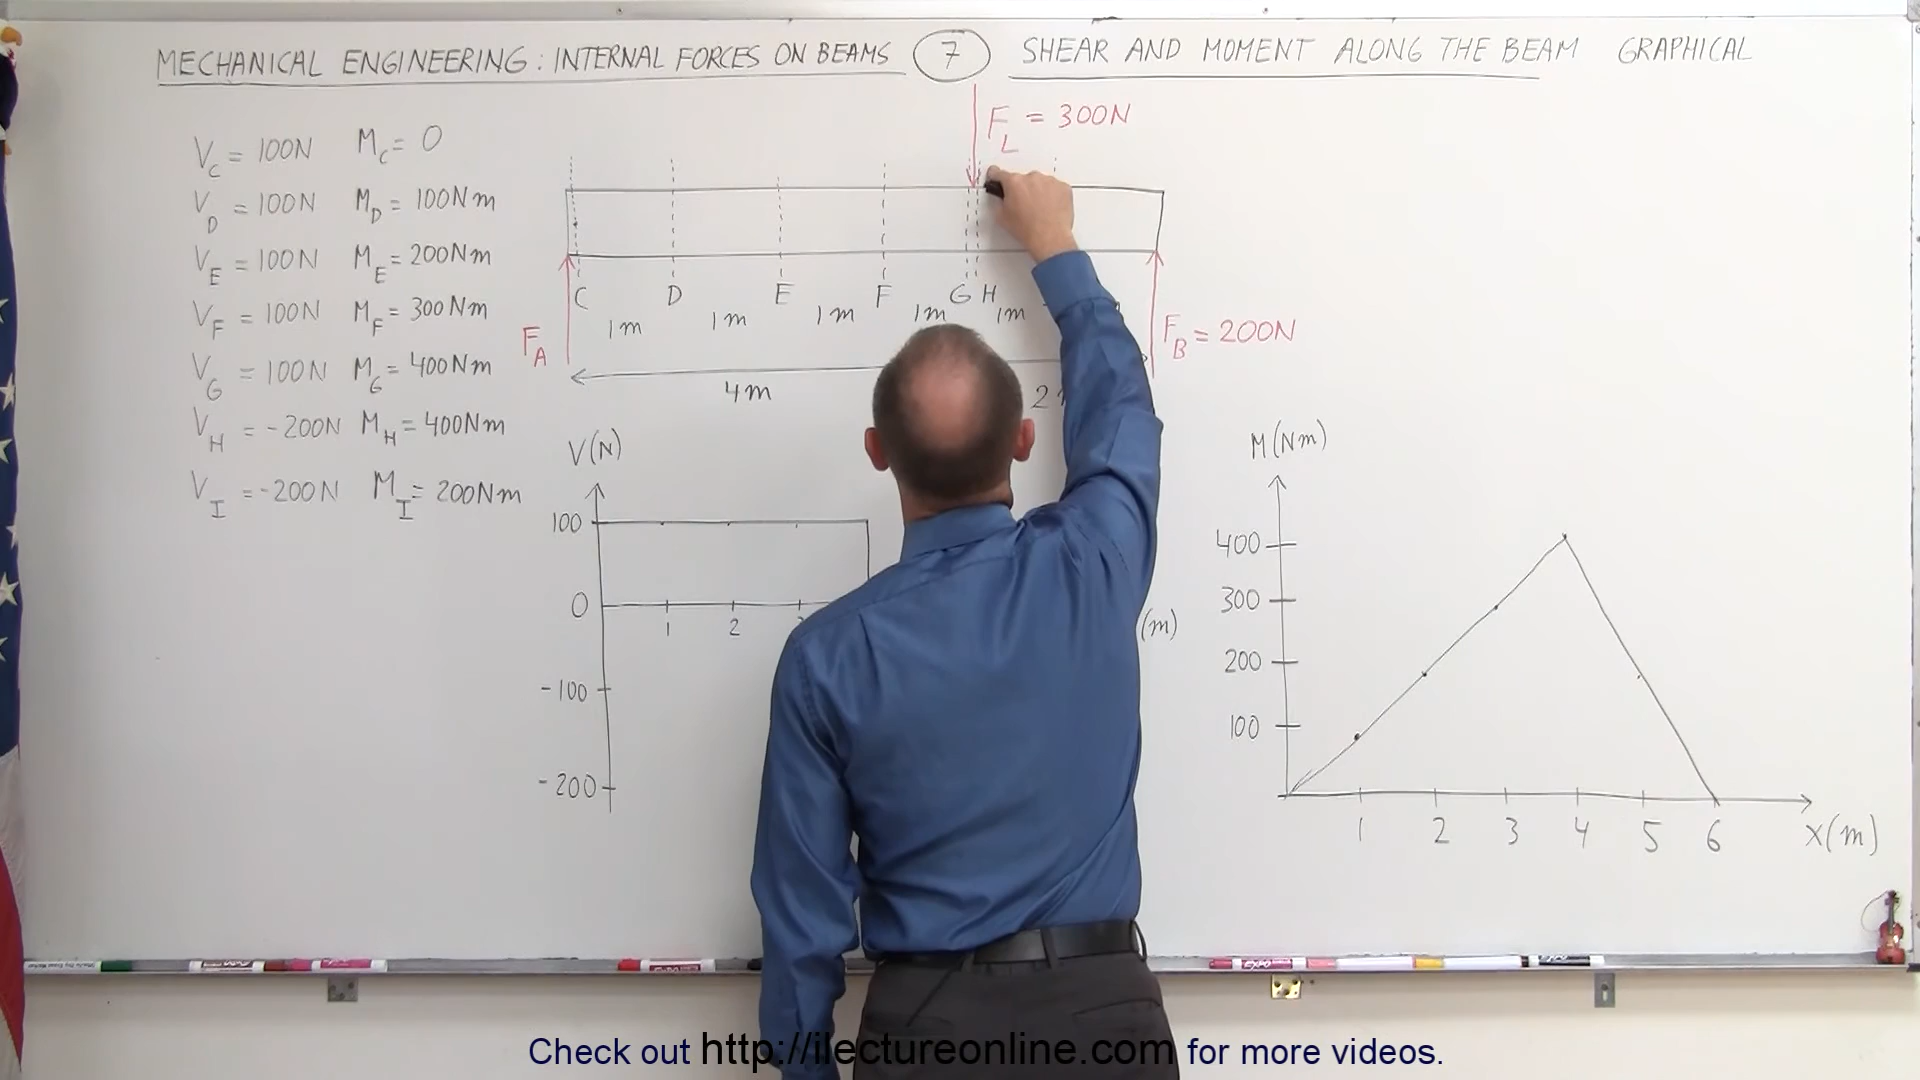 MECHANICAL ENGINEERING: INTERNAL FORCES ON BEAMS 7 SHEAR AND MOMENT ALONG THE BEAM GRAPHICAL
V_C = 100N M_C = 0
V_D = 100N M_D = 100Nm
V_E = 100N M_E = 200Nm
V_F = 100N M_F = 300Nm
V_G = 100N M_G = 400Nm
V_H = -200N M_H = 400Nm
V_I = -200N M_I = 200Nm
F_L = 300N
C D E F G H
1m 1m 1m 1m 1m
F_A
F_B = 200N
4m 2
V(N)
100
0
1 2
-100
-200
(m)
M(Nm)
400
300
200
100
1 2 3 4 5 6 X(m)
EXPO
Check out http://ilectureonline.com for more videos.